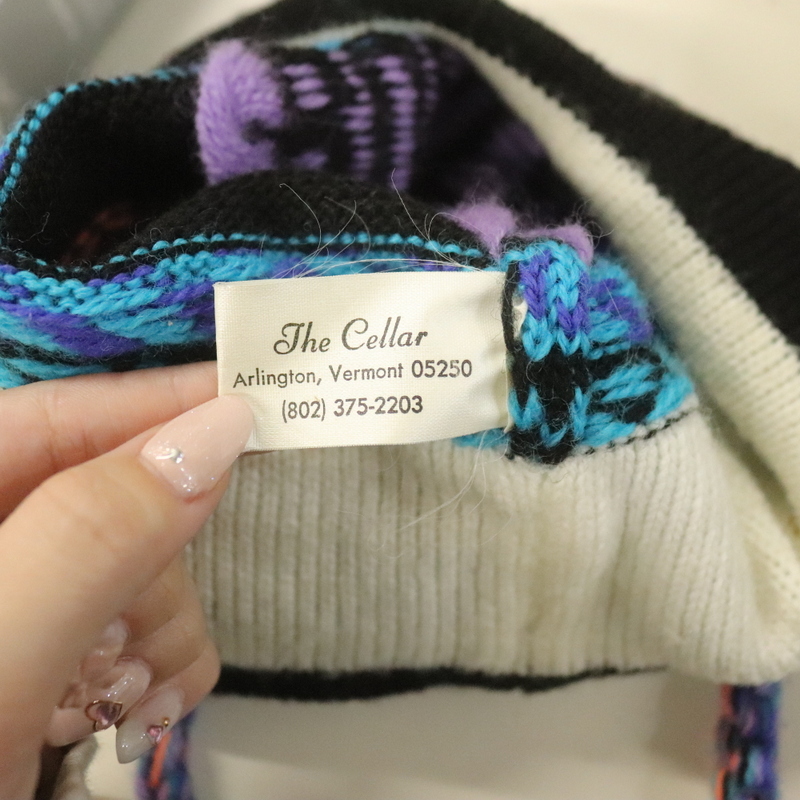 The Cellar
Arlington, Vermont 05250
(802) 375-2203